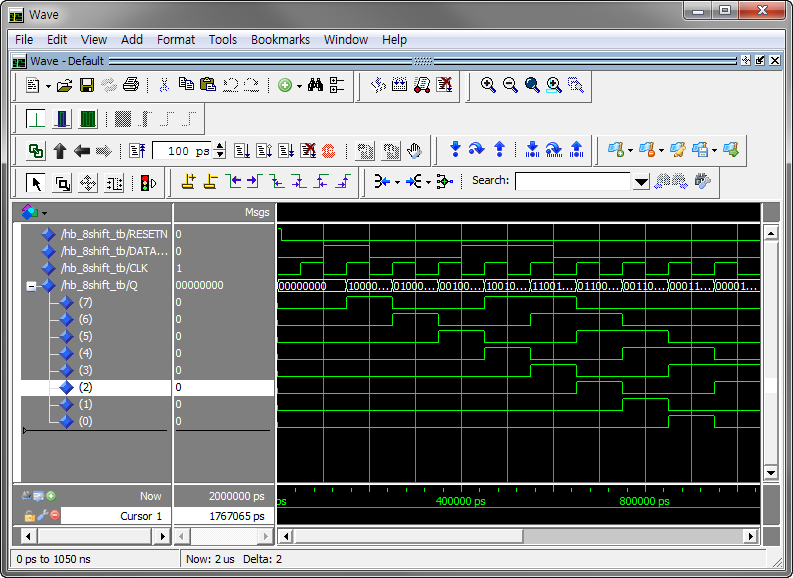 Wave
File Edit View Add Format Tools Bookmarks Window Help
Wave - Default
100 ps
Search:
Msgs
/hb_8shift_tb/RESETN 0
/hb_8shift_tb/DATA... 0
/hb_8shift_tb/CLK 1
/hb_8shift_tb/Q 00000000 00000000 10000... 01000... 00100... 10010... 11001... 01100... 00110... 00011... 00001...
(7) 0
(6) 0
(5) 0
(4) 0
(3) 0
(2) 0
(1) 0
(0) 0
Now 2000000 ps ps 400000 ps 800000 ps
Cursor 1 1767065 ps
0 ps to 1050 ns Now: 2 us Delta: 2